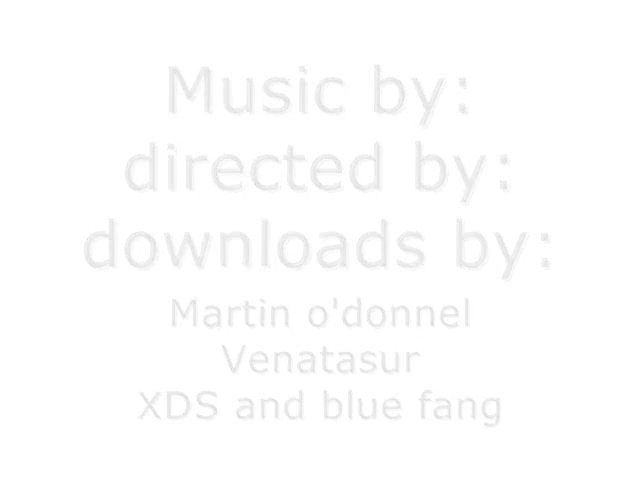 Music by:
directed by:
downloads by:
Martin o'donnel
Venatasur
XDS and blue fang